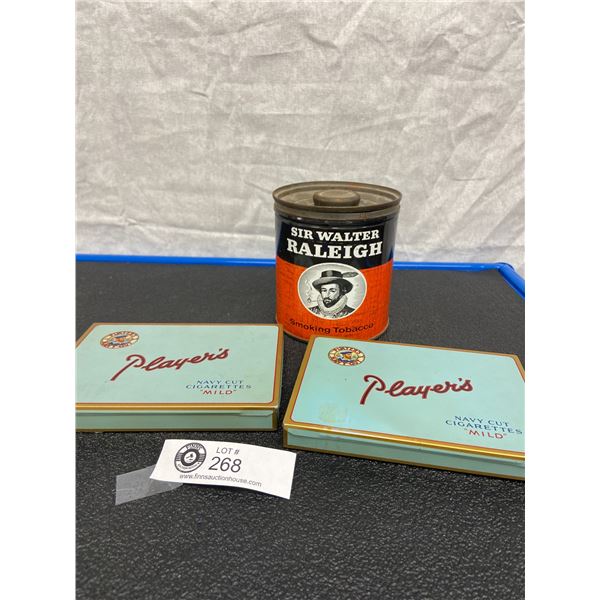 SIR WALTER
RALEIGH
Smoking Tobacco
Player's
NAVY CUT
CIGARETTES
"MILD"
Player's
NAVY CUT
CIGARETTES
"MILD"
LOT #
268
www.finnsauctionhouse.com